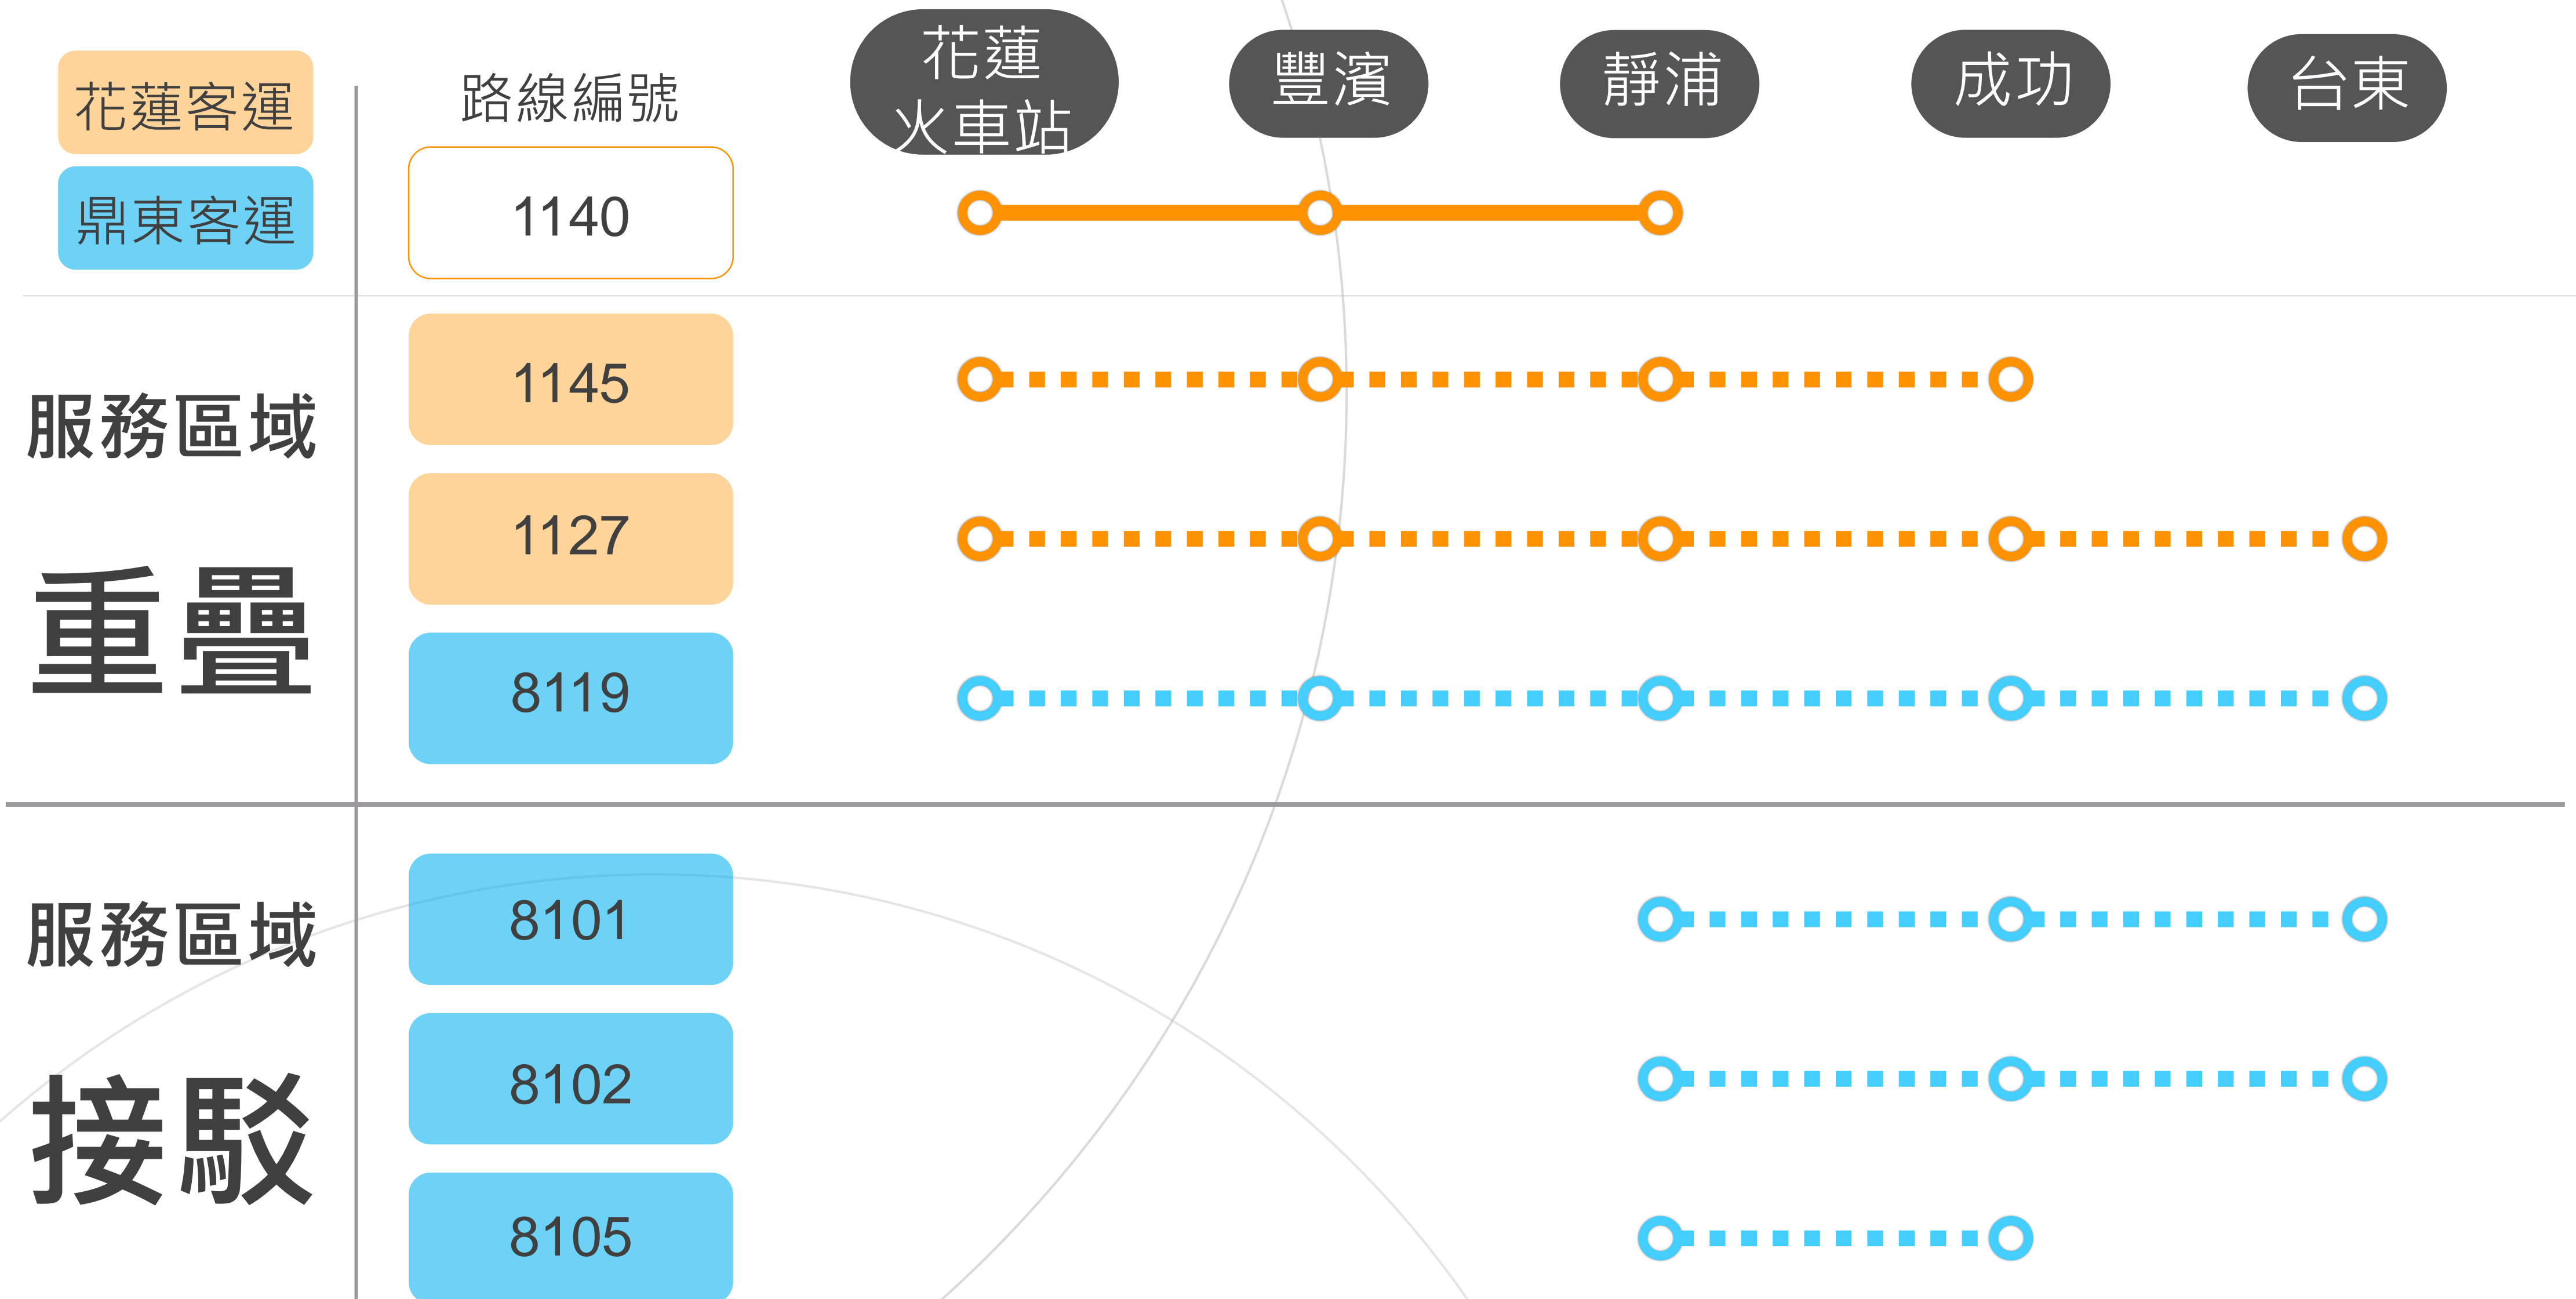 花蓮客運
鼎東客運
路線編號
花蓮
火車站
豐濱
靜浦
成功
台東
1140
服務區域
重疊
1145
1127
8119
服務區域
接駁
8101
8102
8105